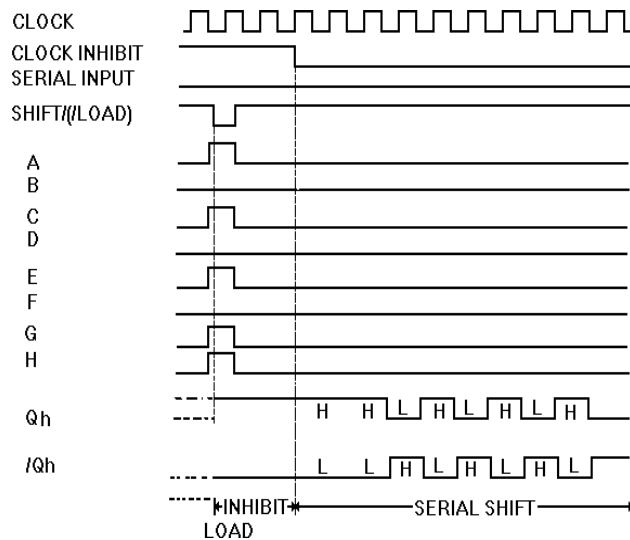 CLOCK
CLOCK INHIBIT
SERIAL INPUT
SHIFT/(/LOAD)
A
B
C
D
E
F
G
H
Qh H H L H L H L H
/Qh L L H L H L H L
INHIBIT SERIAL SHIFT
LOAD